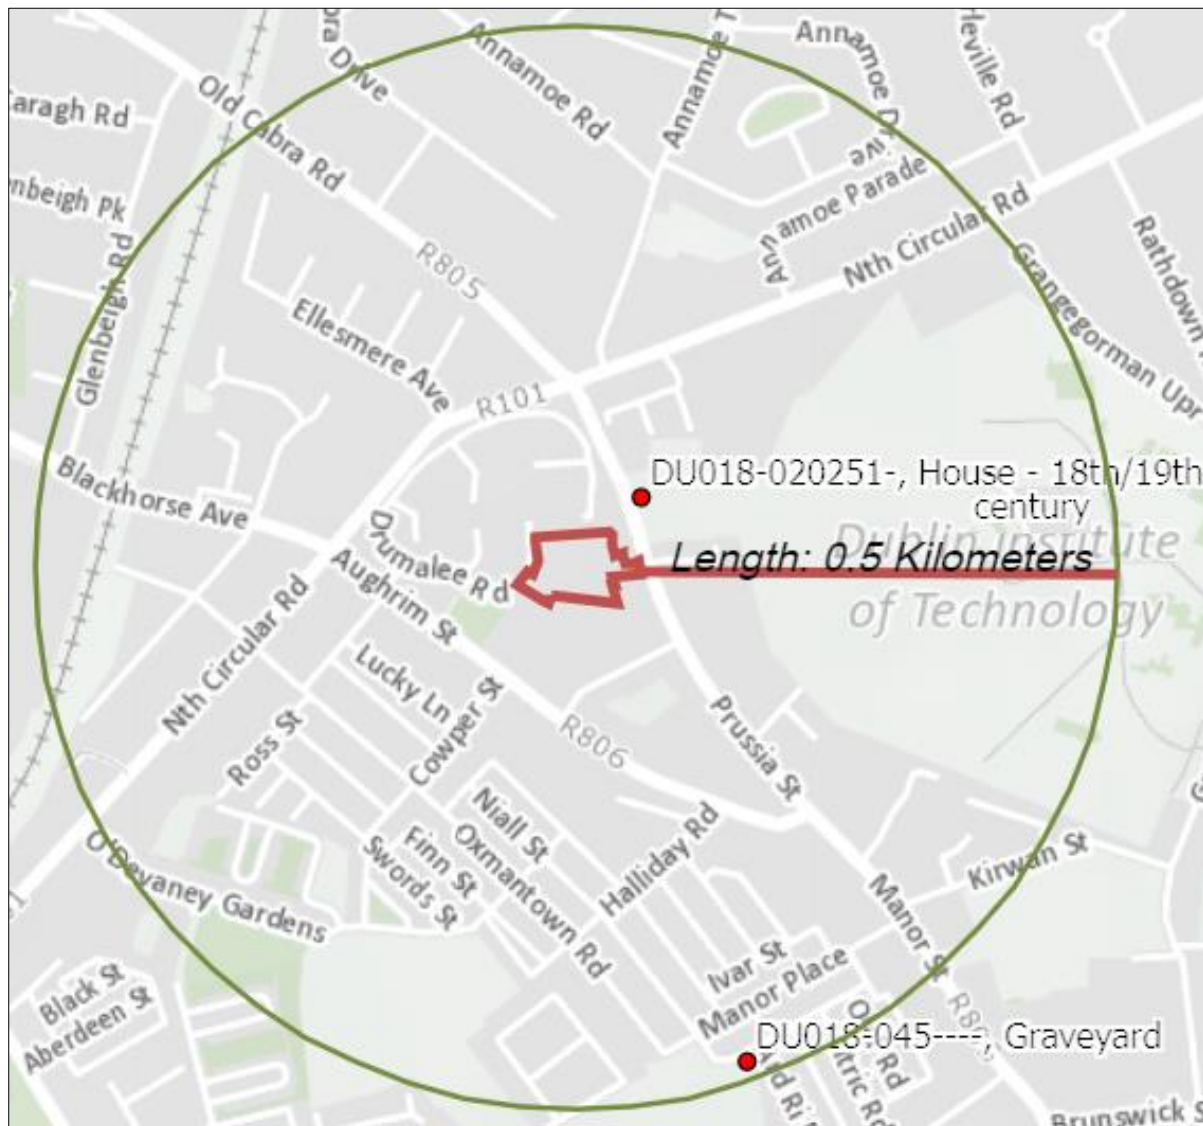 Annamoe Rd
Annamoe T
Annamoe Drive
Old Cabra Rd
Drive
Rd
Annamoe Parade
Nth Circular Rd
Glenbeigh Rd
R805
Grangegorman Upr
Rathdown
Ellesmere Ave
R101
Blackhorse Ave
DU018-020251-, House - 18th/19th
century
Drumalee Rd
Length: 0.5 Kilometers
Dublin Institute
of Technology
Aughrim St
Nth Circular Rd
Lucky Ln
Cowper St
Ross St
R806
Prussia St
Niall St
Oxmantown Rd
Finn St
Swords St
Halliday Rd
Kirwan St
O'Devaney Gardens
Manor St
Ivar St
Manor Place
Black St
Aberdeen St
DU018-045----, Graveyard
Brunswick S